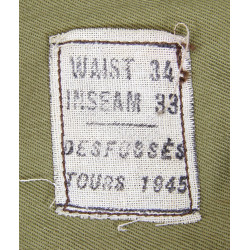 WAIST 34
INSEAM 33
DESFOSSÉS
TOURS 1945